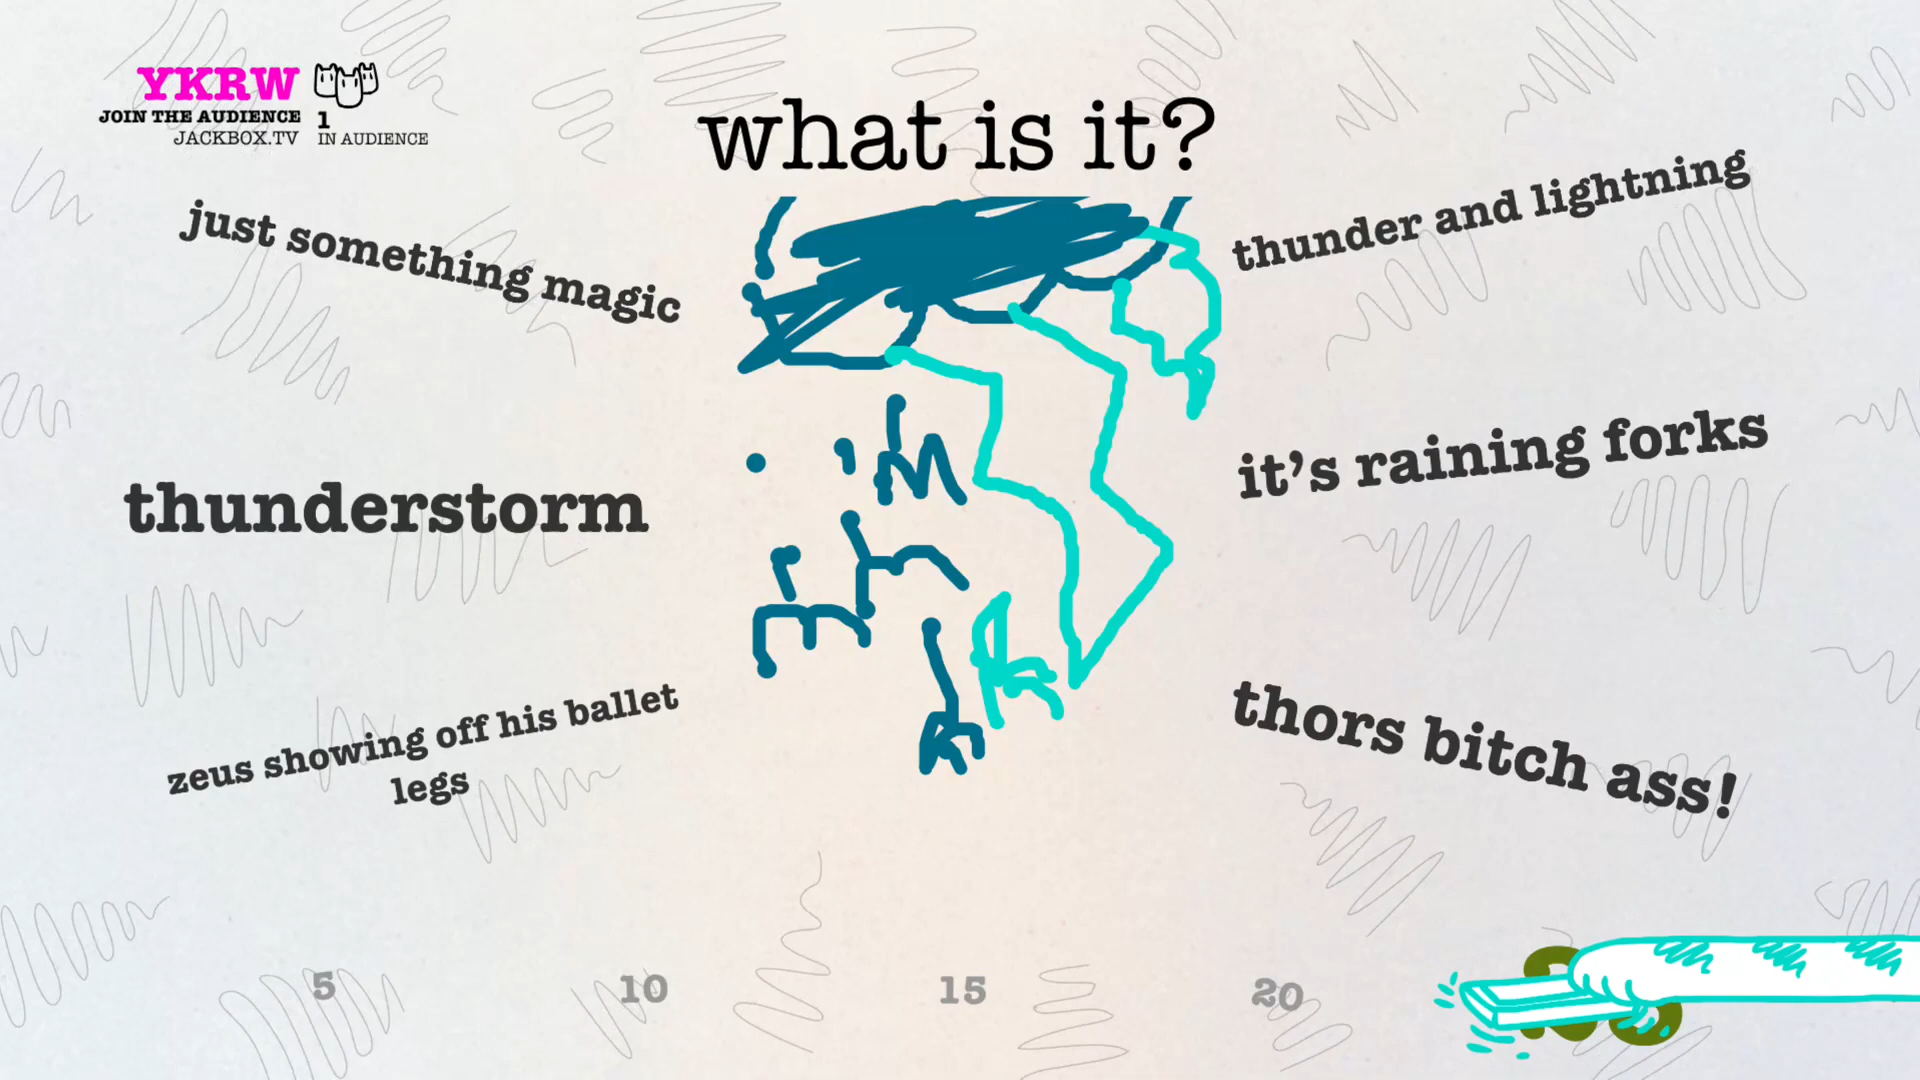 YKRW
JOIN THE AUDIENCE
JACKBOX.TV
1
IN AUDIENCE
what is it?
just something magic
thunder and lightning
thunderstorm
it's raining forks
zeus showing off his ballet
legs
thors bitch ass!
5
10
15
20